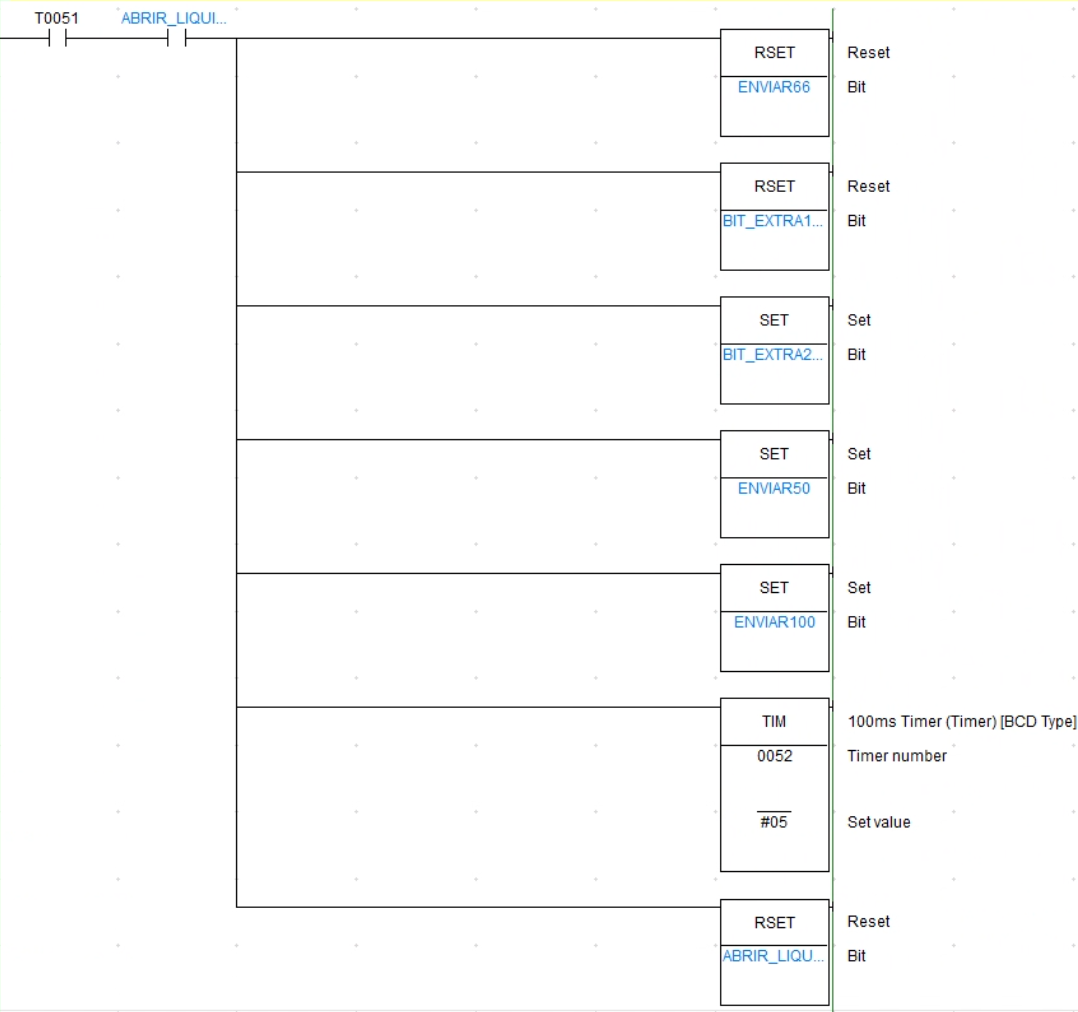 T0051 ABRIR_LIQUI...
RSET Reset
ENVIAR66 Bit
RSET Reset
BIT_EXTRA1... Bit
SET Set
BIT_EXTRA2... Bit
SET Set
ENVIAR50 Bit
SET Set
ENVIAR100 Bit
TIM 100ms Timer (Timer) [BCD Type]
0052 Timer number
#05 Set value
RSET Reset
ABRIR_LIQU... Bit